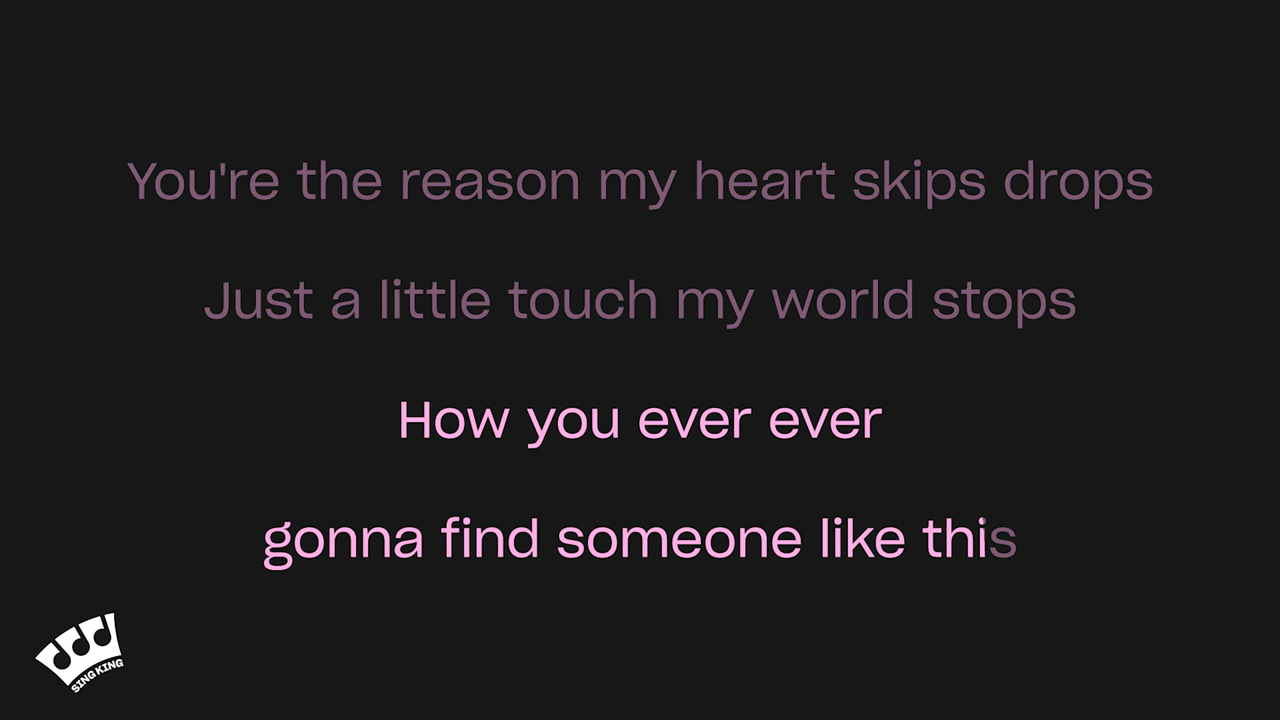 You're the reason my heart skips drops
Just a little touch my world stops
How you ever ever
gonna find someone like this
SING KING